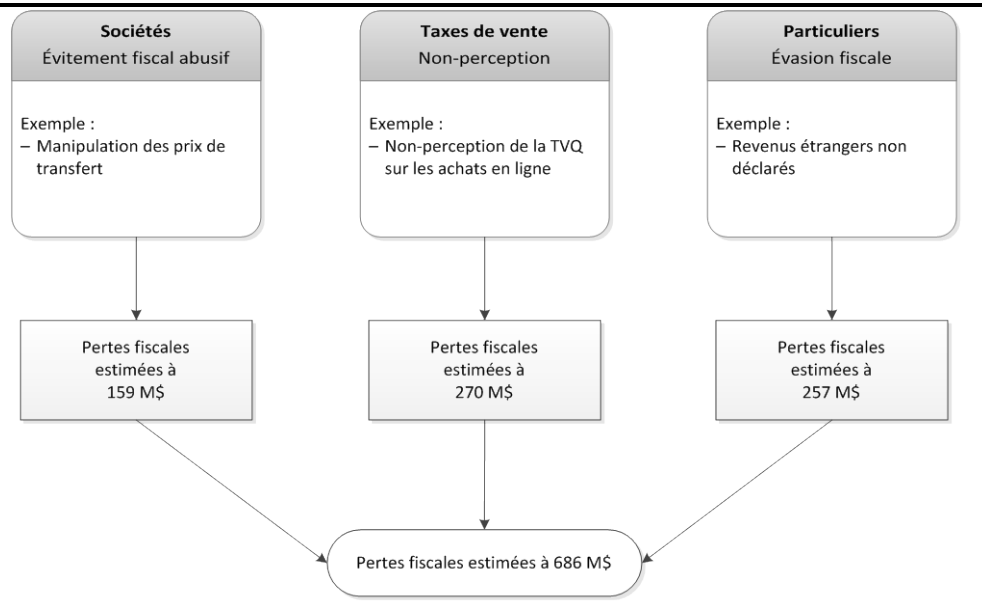 Sociétés
Évitement fiscal abusif
Exemple :
– Manipulation des prix de
transfert
Taxes de vente
Non-perception
Exemple :
– Non-perception de la TVQ
sur les achats en ligne
Particuliers
Évasion fiscale
Exemple :
– Revenus étrangers non
déclarés
Pertes fiscales
estimées à
159 M$
Pertes fiscales
estimées à
270 M$
Pertes fiscales
estimées à
257 M$
Pertes fiscales estimées à 686 M$